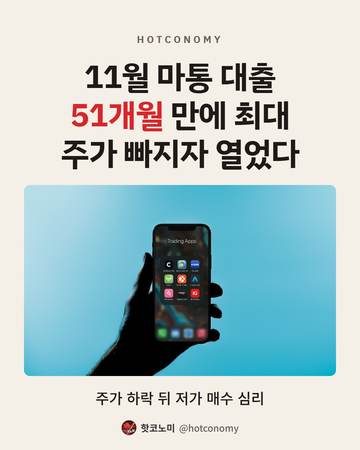 HOTCONOMY
11월 마통 대출
51개월 만에 최대
주가 빠지자 열었다
Trading Apps
주가 하락 뒤 저가 매수 심리
핫코노미 @hotconomy